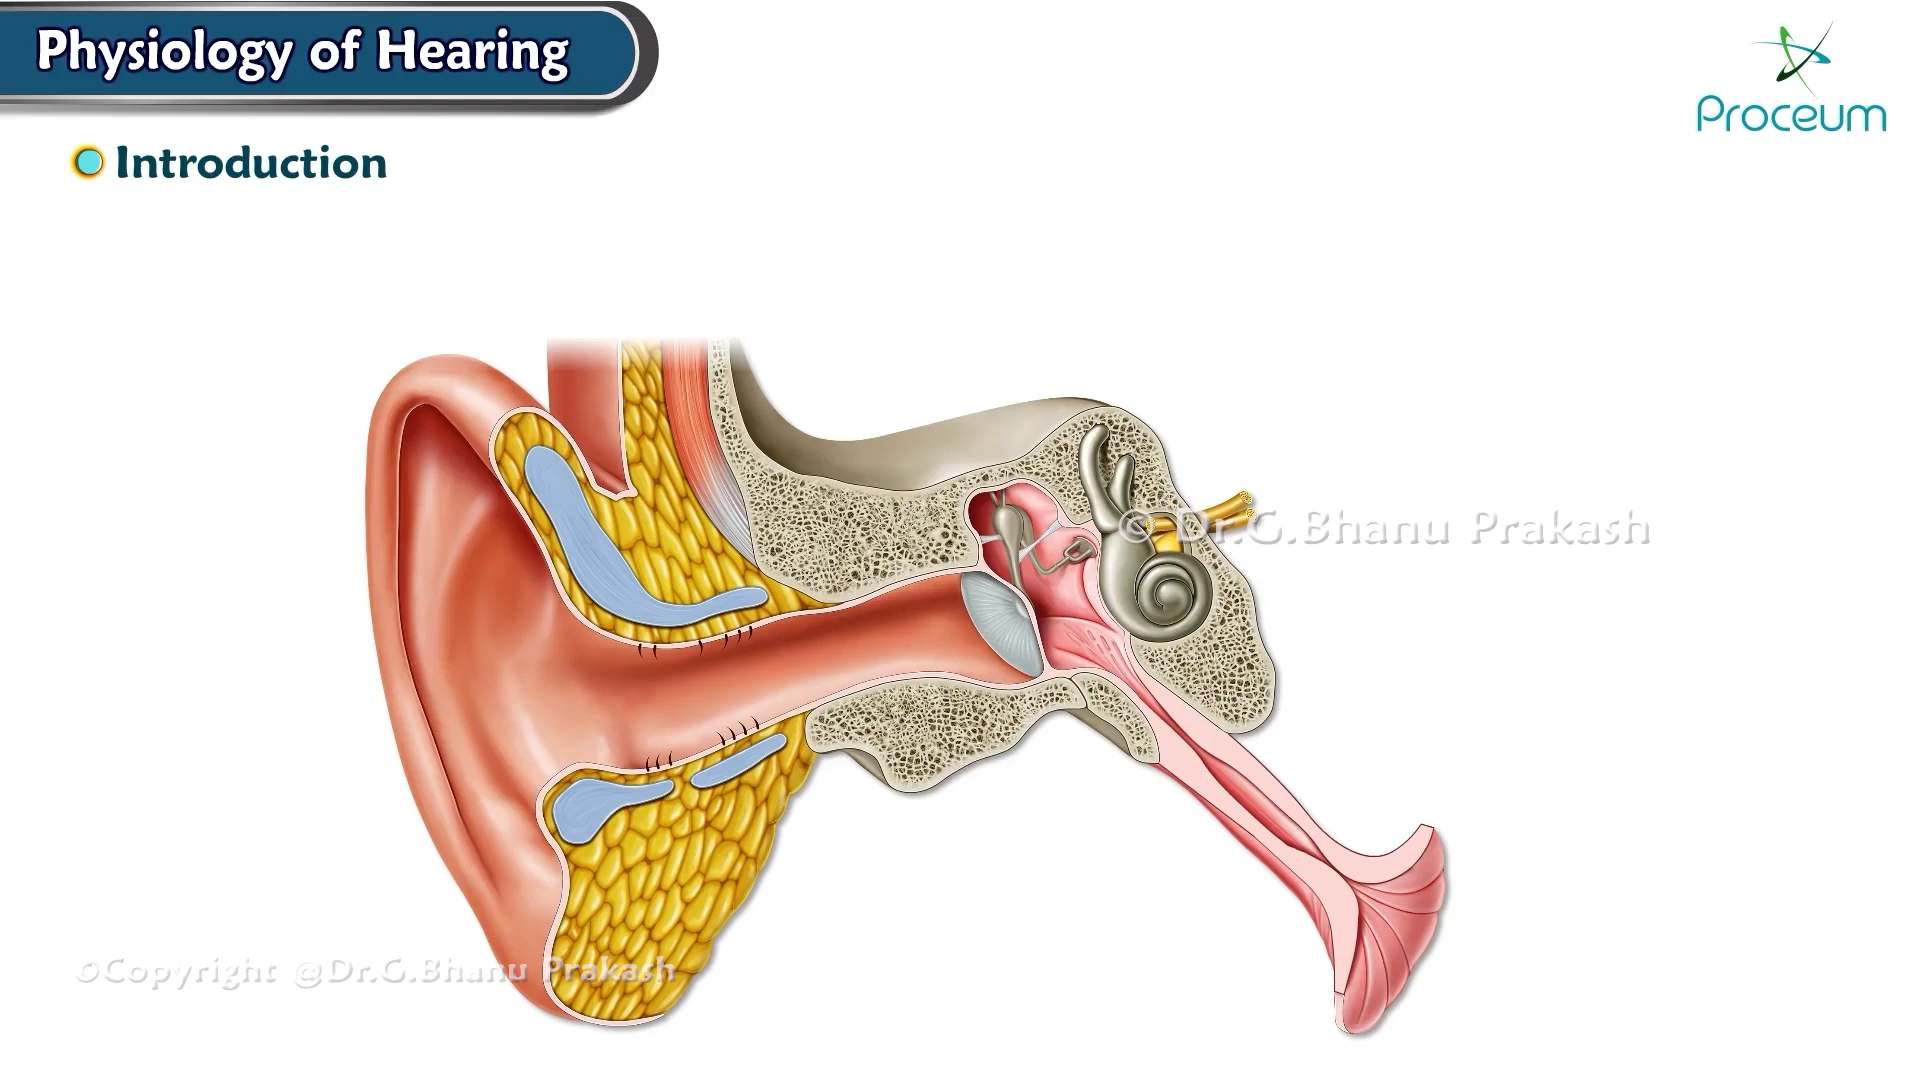 Physiology of Hearing
Proceum
Introduction
© Dr.G.Bhanu Prakash
©Copyright @Dr.G.Bhanu Prakash